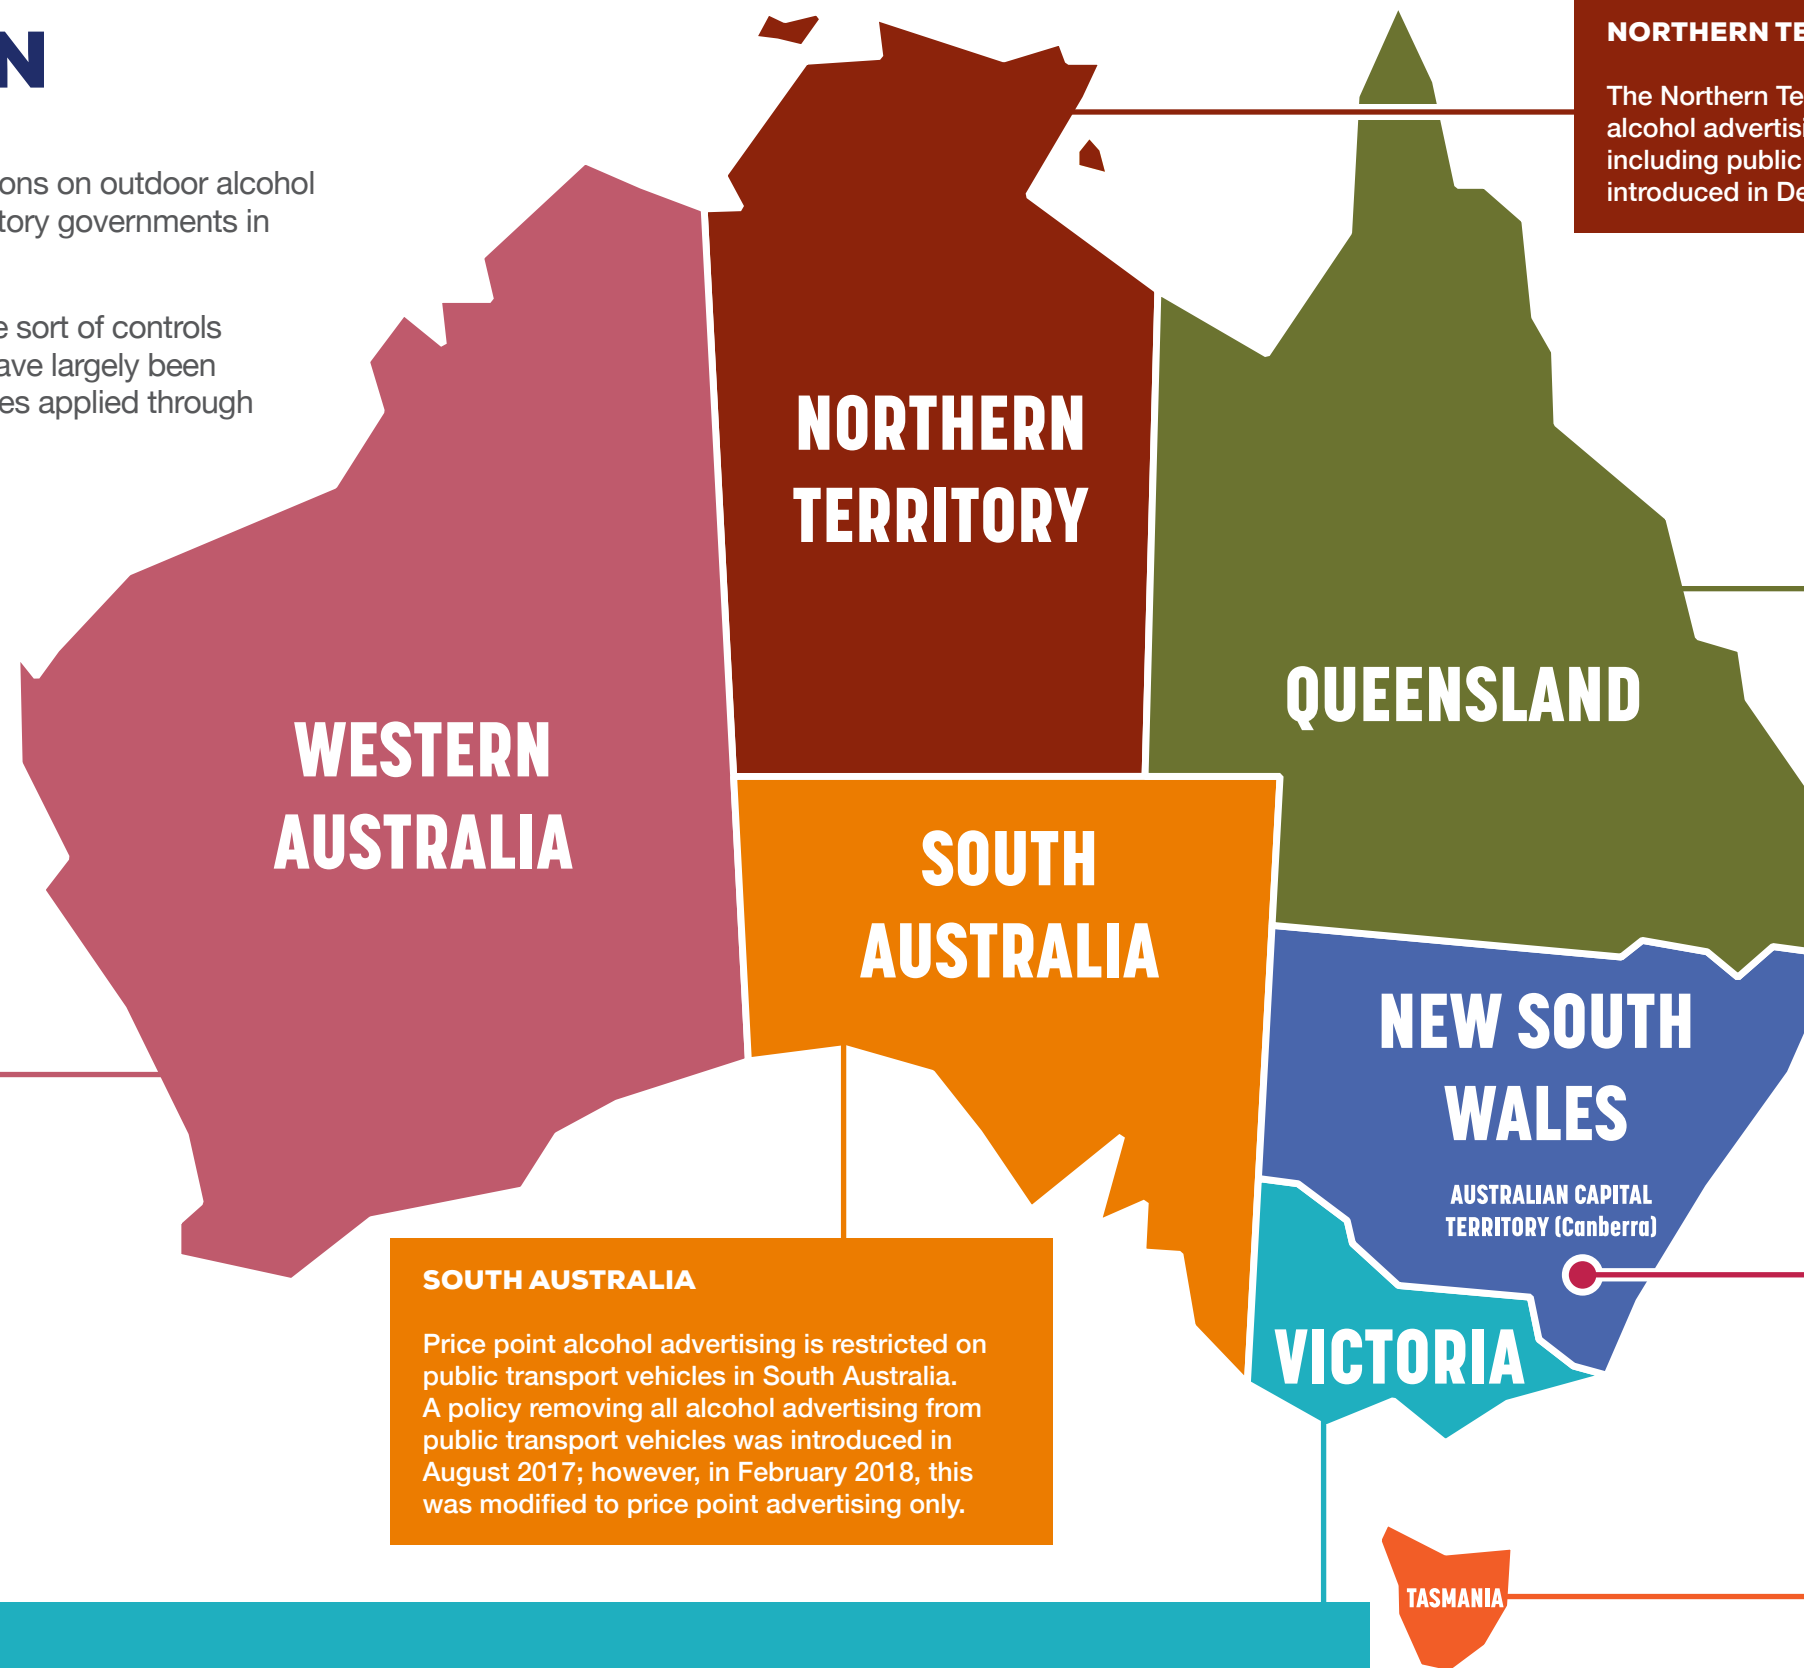 N
ons on outdoor alcohol
tory governments in
e sort of controls
ave largely been
es applied through
NORTHERN TE
The Northern Te
alcohol advertisi
including public
introduced in De
NORTHERN
TERRITORY
QUEENSLAND
WESTERN
AUSTRALIA
SOUTH
AUSTRALIA
NEW SOUTH
WALES
AUSTRALIAN CAPITAL
TERRITORY (Canberra)
VICTORIA
SOUTH AUSTRALIA
Price point alcohol advertising is restricted on
public transport vehicles in South Australia.
A policy removing all alcohol advertising from
public transport vehicles was introduced in
August 2017; however, in February 2018, this
was modified to price point advertising only.
TASMANIA